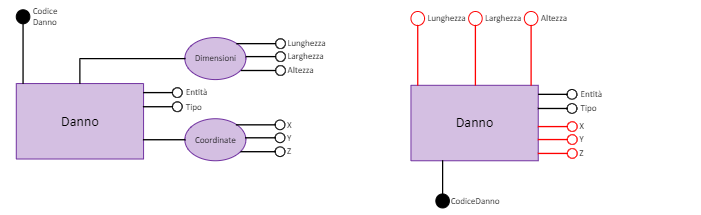 Codice
Danno
Dimensioni
Lunghezza
Larghezza
Altezza
Entità
Tipo
Danno
Coordinate
X
Y
Z
Lunghezza
Larghezza
Altezza
Danno
Entità
Tipo
X
Y
Z
CodiceDanno